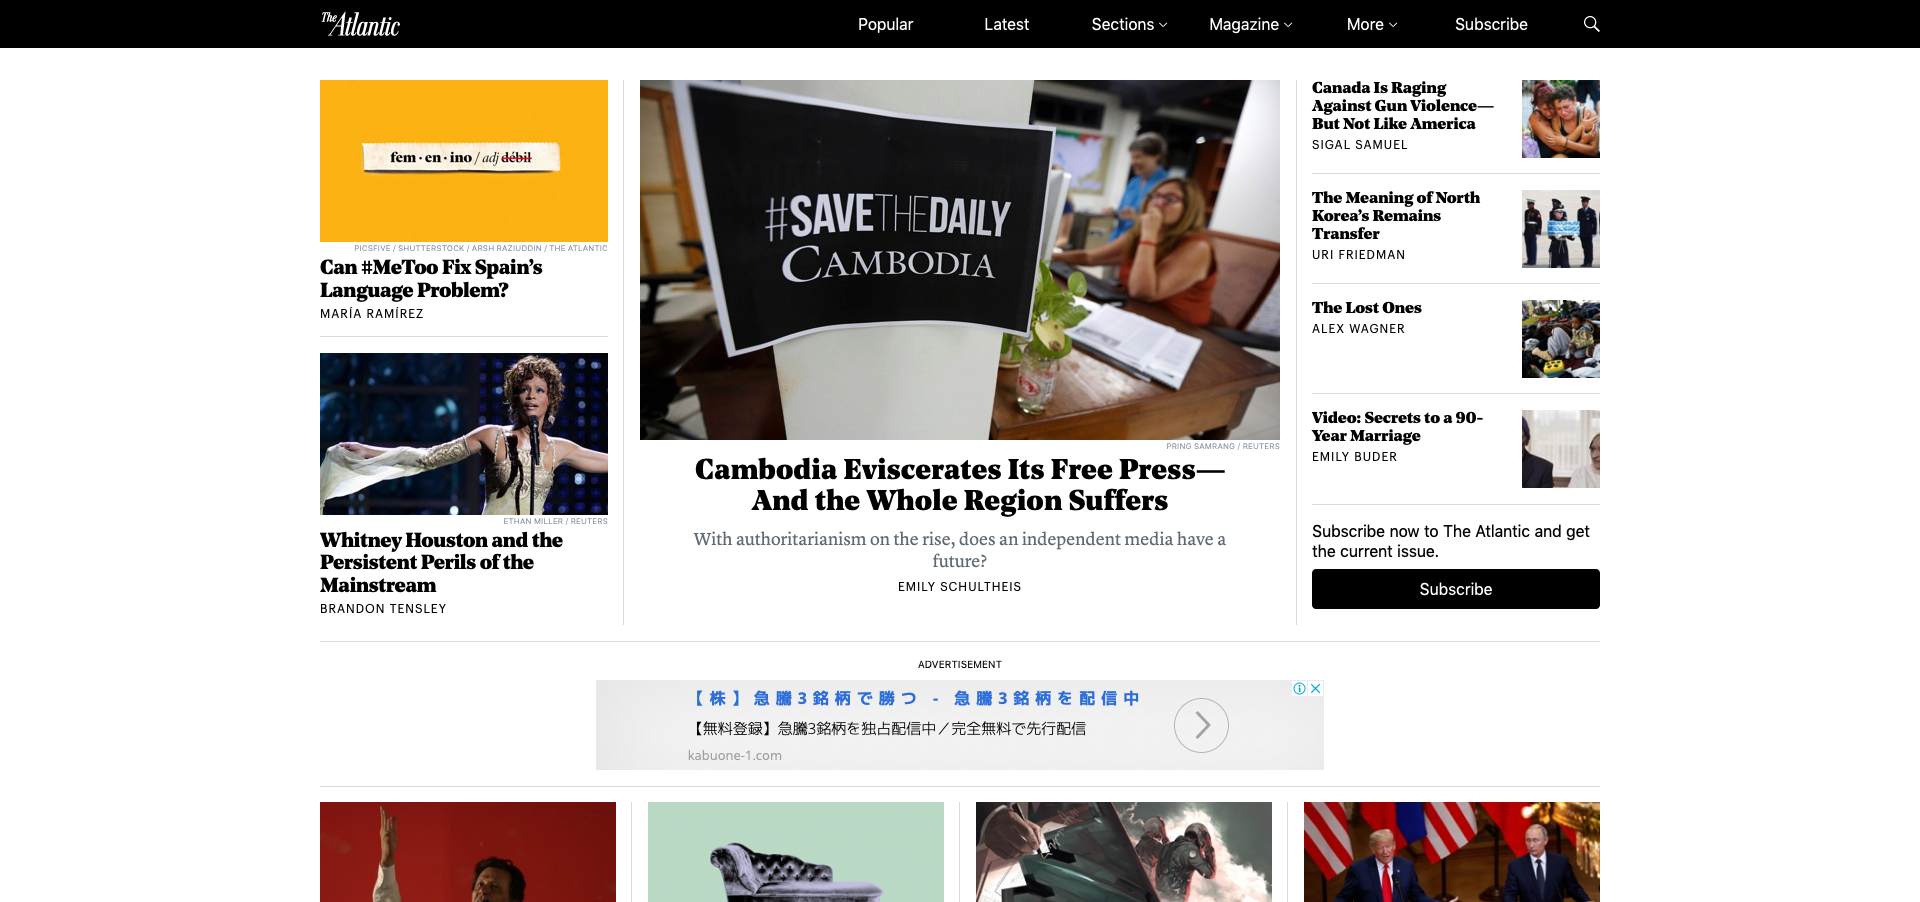 The Atlantic
Popular
Latest
Sections
Magazine
More
Subscribe
fem·en·ino / adj débil
PICSFIVE / SHUTTERSTOCK / ARSH RAZIUDDIN / THE ATLANTIC
Can #MeToo Fix Spain's
Language Problem?
MARÍA RAMÍREZ
ETHAN MILLER / REUTERS
Whitney Houston and the
Persistent Perils of the
Mainstream
BRANDON TENSLEY
#SAVETHEDAILY
CAMBODIA
PRING SAMRANG / REUTERS
Cambodia Eviscerates Its Free Press—
And the Whole Region Suffers
With authoritarianism on the rise, does an independent media have a
future?
EMILY SCHULTHEIS
Canada Is Raging
Against Gun Violence—
But Not Like America
SIGAL SAMUEL
The Meaning of North
Korea's Remains
Transfer
URI FRIEDMAN
The Lost Ones
ALEX WAGNER
Video: Secrets to a 90-
Year Marriage
EMILY BUDER
Subscribe now to The Atlantic and get
the current issue.
Subscribe
ADVERTISEMENT
【株】急騰3銘柄で勝つ - 急騰3銘柄を配信中
【無料登録】急騰3銘柄を独占配信中／完全無料で先行配信
kabuone-1.com